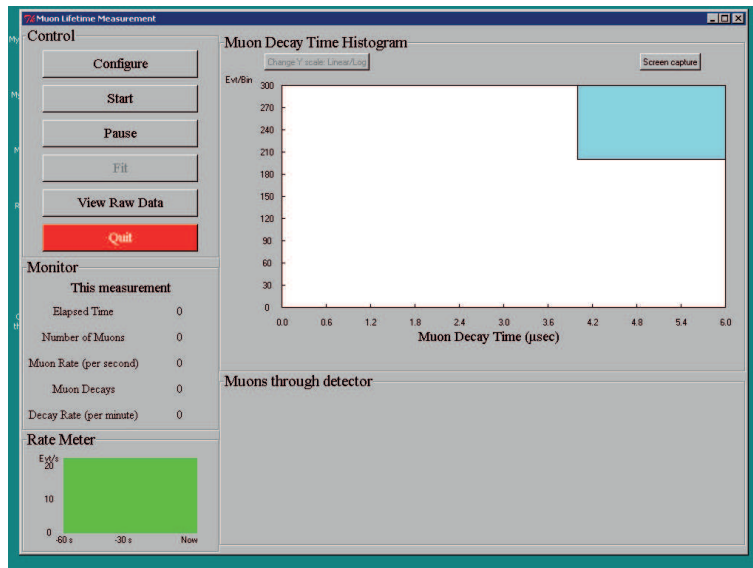 Muon Lifetime Measurement
Control
Configure
Start
Pause
Fit
View Raw Data
Quit
Monitor
This measurement
Elapsed Time 0
Number of Muons 0
Muon Rate (per second) 0
Muon Decays 0
Decay Rate (per minute) 0
Rate Meter
Evt/s
20
10
0
-60 s -30 s Now
Muon Decay Time Histogram
Change Y scale: Linear/Log Screen capture
Evt/Bin
300
270
240
210
180
150
120
90
60
30
0
0.0 0.6 1.2 1.8 2.4 3.0 3.6 4.2 4.8 5.4 6.0
Muon Decay Time (µsec)
Muons through detector